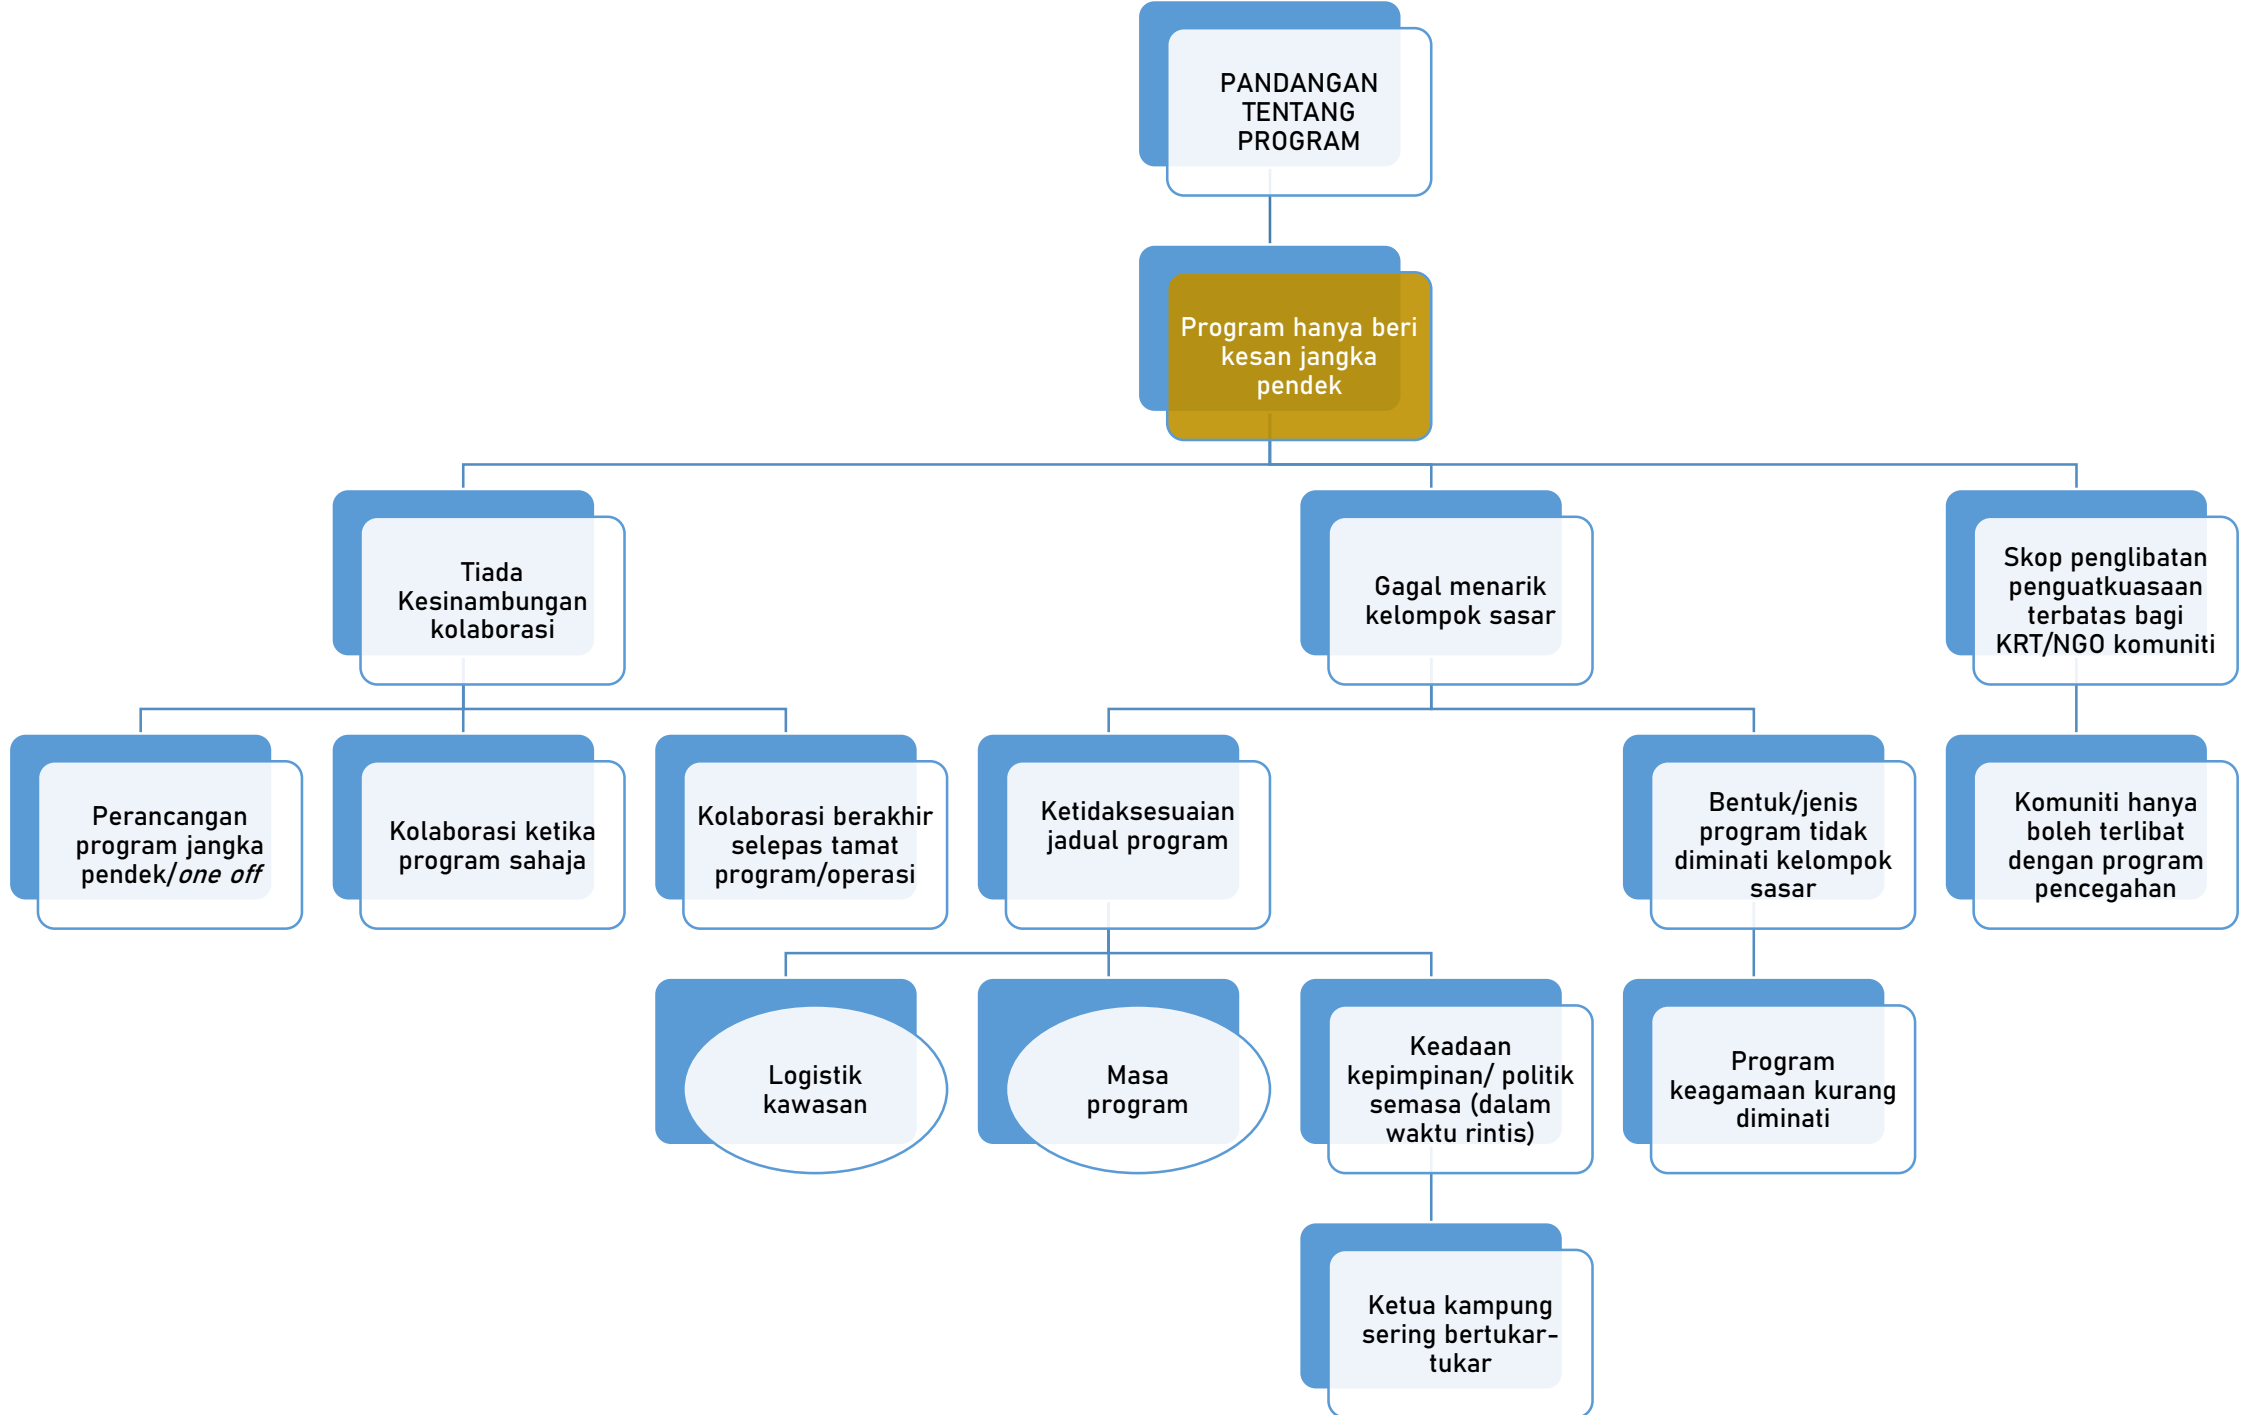 PANDANGAN
TENTANG
PROGRAM
Program hanya beri
kesan jangka
pendek
Tiada
Kesinambungan
kolaborasi
Gagal menarik
kelompok sasar
Skop penglibatan
penguatkuasaan
terbatas bagi
KRT/NGO komuniti
Perancangan
program jangka
pendek/one off
Kolaborasi ketika
program sahaja
Kolaborasi berakhir
selepas tamat
program/operasi
Ketidaksesuaian
jadual program
Bentuk/jenis
program tidak
diminati kelompok
sasar
Komuniti hanya
boleh terlibat
dengan program
pencegahan
Logistik
kawasan
Masa
program
Keadaan
kepimpinan/ politik
semasa (dalam
waktu rintis)
Program
keagamaan kurang
diminati
Ketua kampung
sering bertukar-
tukar